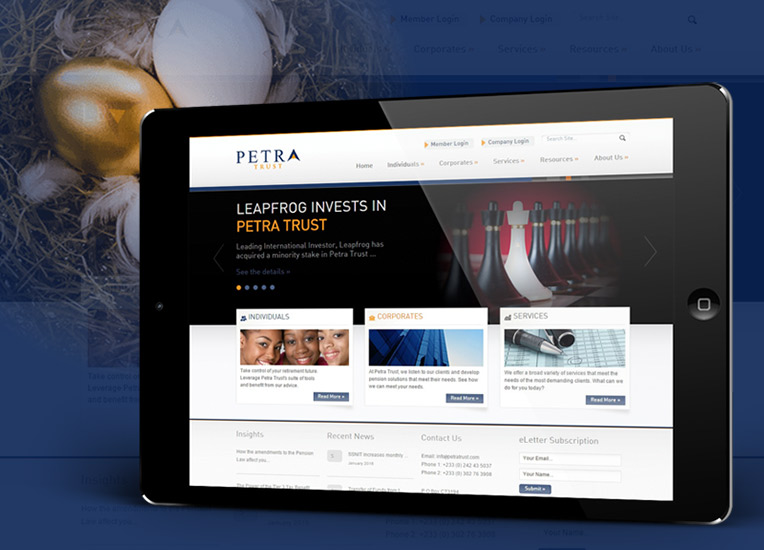 Member Login
Company Login
Search Site
Corporates »
Services »
Resources »
About Us »
PETRA
TRUST
Member Login
Company Login
Search Site...
Home
Individuals »
Corporates »
Services »
Resources »
About Us »
LEAPFROG INVESTS IN
PETRA TRUST
Leading International Investor, Leapfrog has
acquired a minority stake in Petra Trust ...
See the details »
INDIVIDUALS
Take control of your retirement future.
Leverage Petra Trust's suite of tools
and benefit from our advice.
Read More »
CORPORATES
At Petra Trust, we listen to our clients and develop
pension solutions that meet their needs. See how
we can meet your needs.
Read More »
SERVICES
We offer a broad variety of services that meet the
needs of the most demanding clients. What can we
do for you today?
Read More »
Insights
How the amendments to the Pension
Law affect you...
The Power of the Tier 3 Tax Benefit
Recent News
5
SSNIT increases monthly ...
January 2016
Transfer of Funds from
Contact Us
Email: info@petratrust.com
Phone 1: +233 (0) 242 43 5037
Phone 2: +233 (0) 302 76 3908
P.O Box CT3194
eLetter Subscription
Your Email...
Your Name...
Submit »